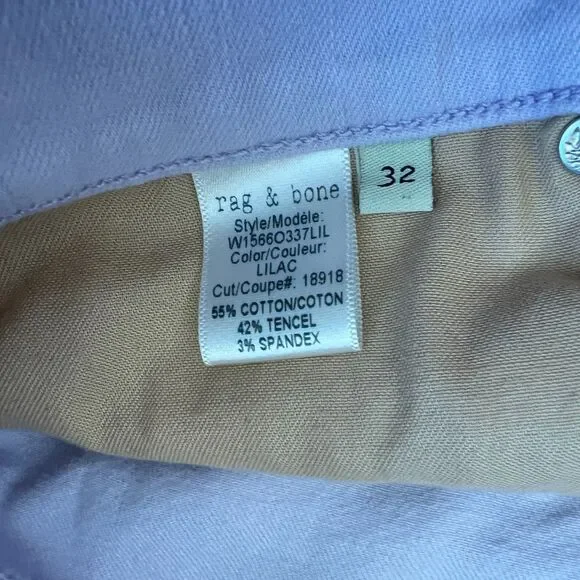 rag & bone
32
Style/Modèle:
W1566O337LIL
Color/Couleur:
LILAC
Cut/Coupe#: 18918
55% COTTON/COTON
42% TENCEL
3% SPANDEX